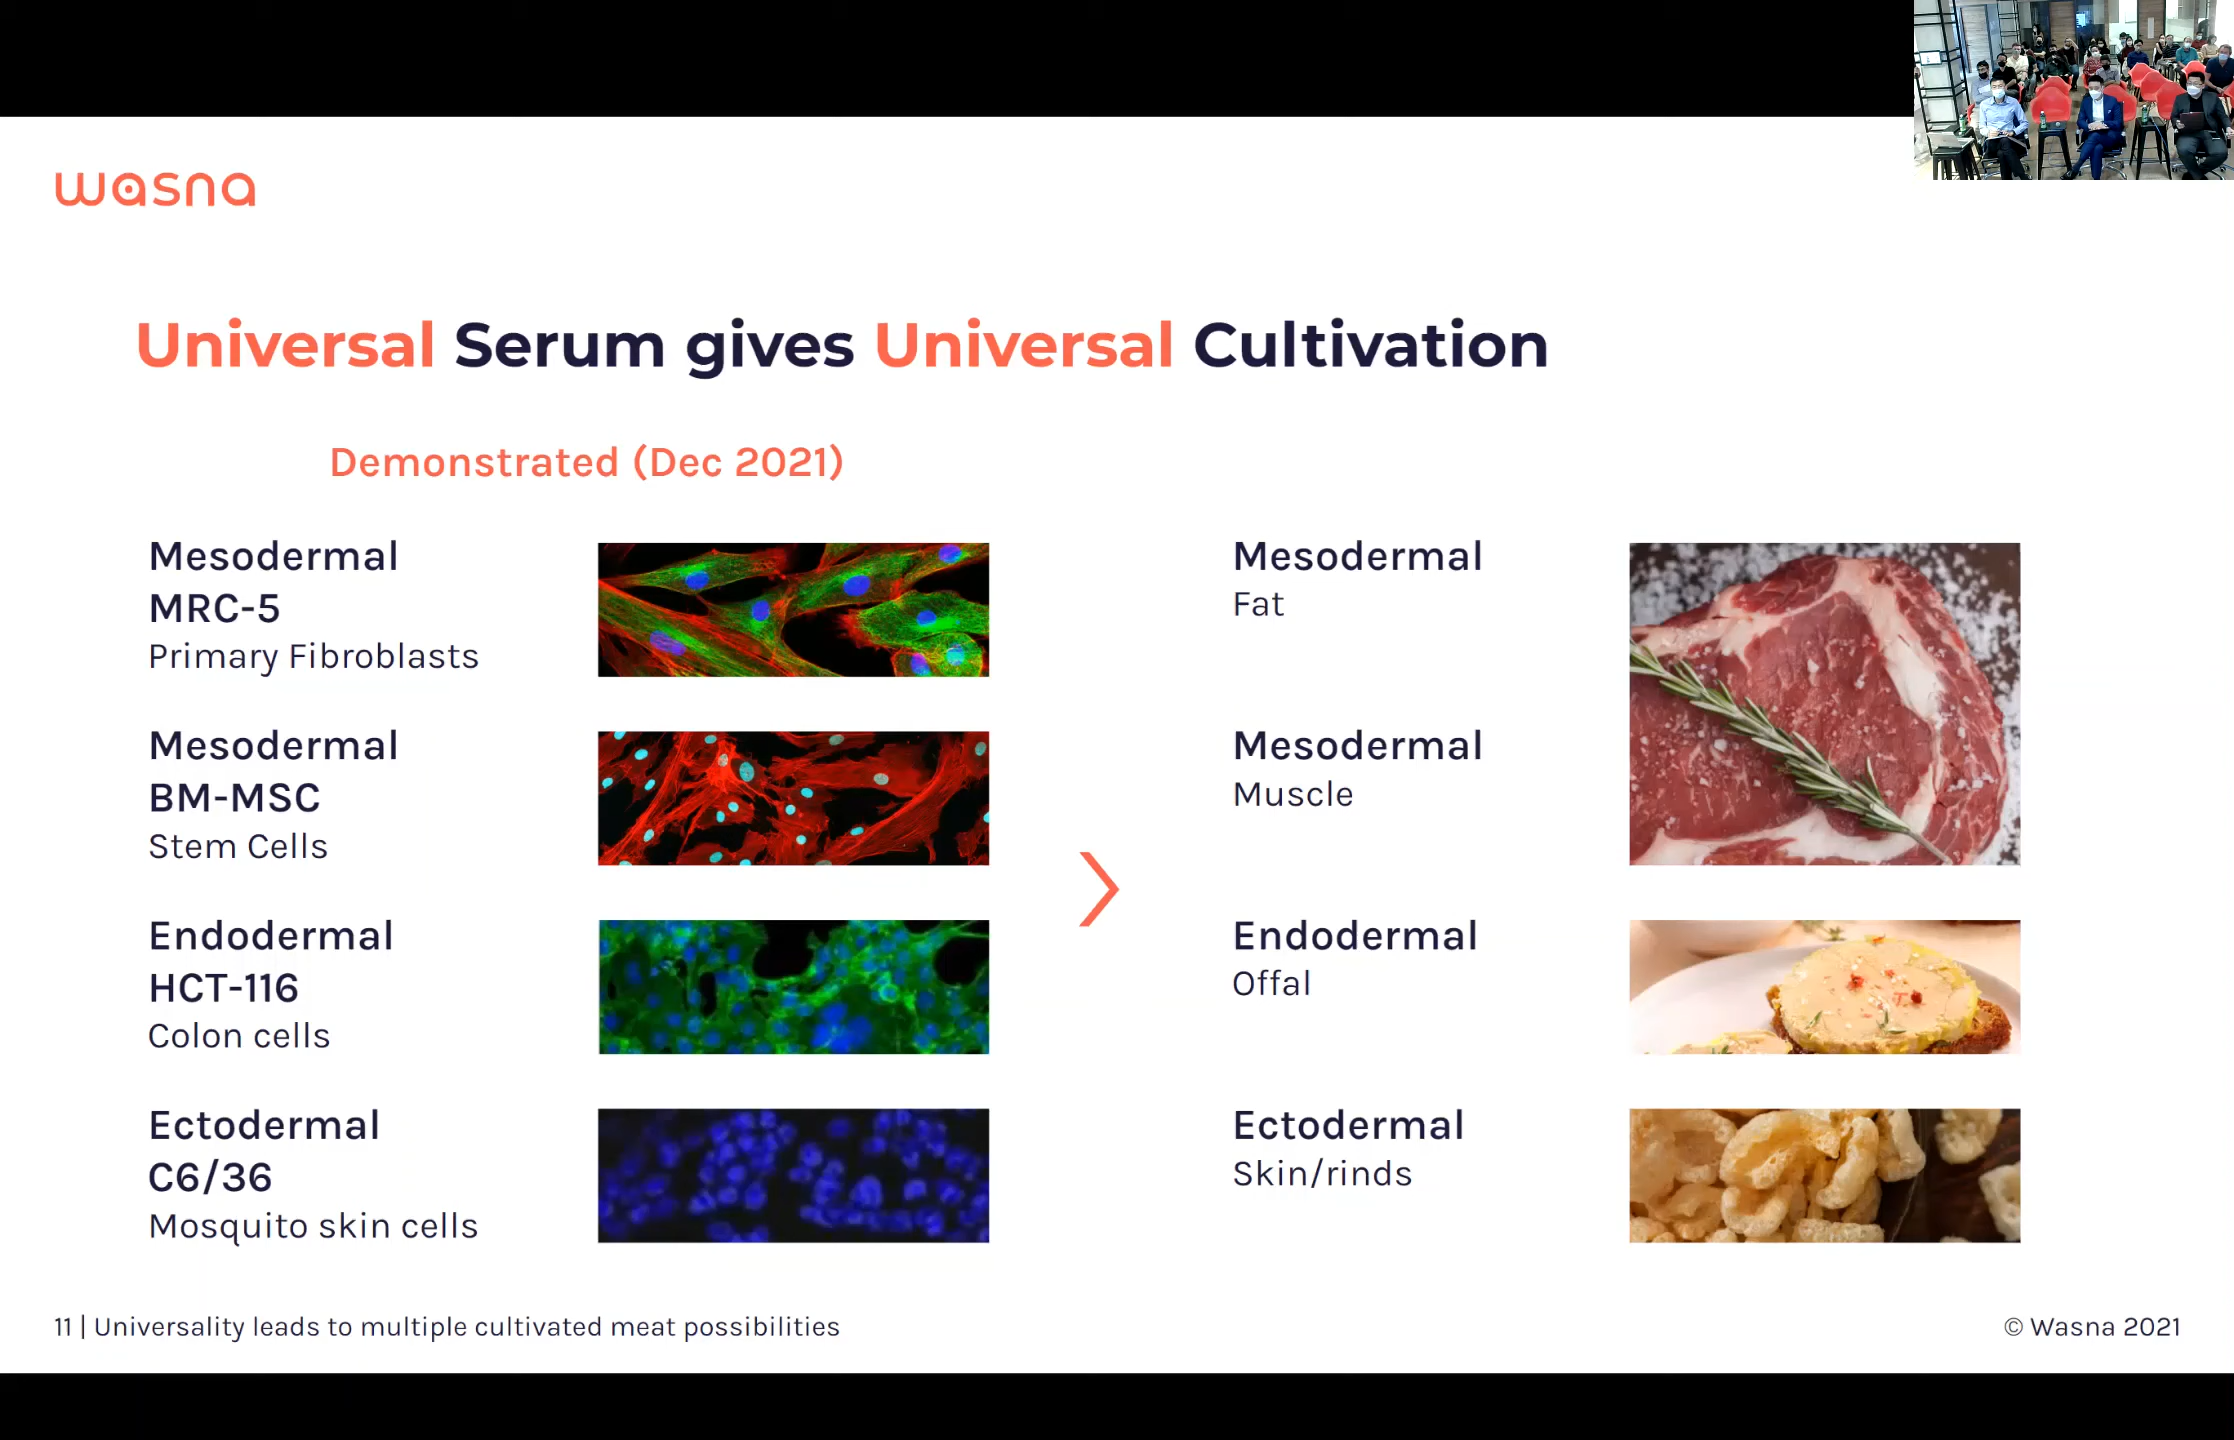 wasna
Universal Serum gives Universal Cultivation
Demonstrated (Dec 2021)
Mesodermal
MRC-5
Primary Fibroblasts
Mesodermal
BM-MSC
Stem Cells
Endodermal
HCT-116
Colon cells
Ectodermal
C6/36
Mosquito skin cells
Mesodermal
Fat
Mesodermal
Muscle
Endodermal
Offal
Ectodermal
Skin/rinds
11 | Universality leads to multiple cultivated meat possibilities
© Wasna 2021